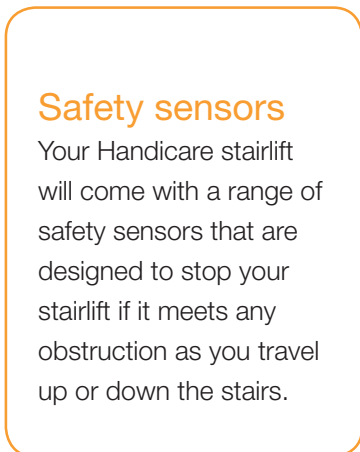 Safety sensors
Your Handicare stairlift
will come with a range of
safety sensors that are
designed to stop your
stairlift if it meets any
obstruction as you travel
up or down the stairs.